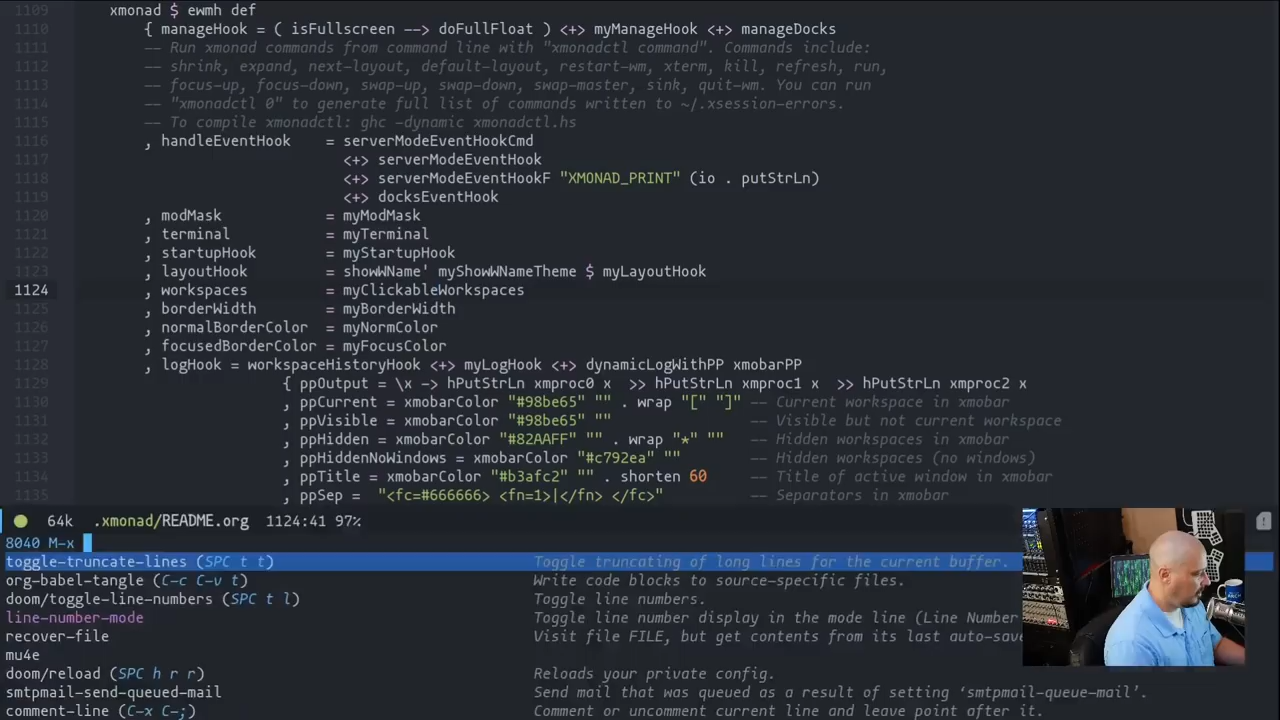 1109 xmonad $ ewmh def
1110 { manageHook = ( isFullscreen --> doFullFloat ) <+> myManageHook <+> manageDocks
1111 -- Run xmonad commands from command line with "xmonadctl command". Commands include:
1112 -- shrink, expand, next-layout, default-layout, restart-wm, xterm, kill, refresh, run,
1113 -- focus-up, focus-down, swap-up, swap-down, swap-master, sink, quit-wm. You can run
1114 -- "xmonadctl 0" to generate full list of commands written to ~/.xsession-errors.
1115 -- To compile xmonadctl: ghc -dynamic xmonadctl.hs
1116 , handleEventHook = serverModeEventHookCmd
1117 <+> serverModeEventHook
1118 <+> serverModeEventHookF "XMONAD_PRINT" (io . putStrLn)
1119 <+> docksEventHook
1120 , modMask = myModMask
1121 , terminal = myTerminal
1122 , startupHook = myStartupHook
1123 , layoutHook = showWName' myShowWNameTheme $ myLayoutHook
1124 , workspaces = myClickableWorkspaces
1125 , borderWidth = myBorderWidth
1126 , normalBorderColor = myNormColor
1127 , focusedBorderColor = myFocusColor
1128 , logHook = workspaceHistoryHook <+> myLogHook <+> dynamicLogWithPP xmobarPP
1129 { ppOutput = \x -> hPutStrLn xmproc0 x >> hPutStrLn xmproc1 x >> hPutStrLn xmproc2 x
1130 , ppCurrent = xmobarColor "#98be65" "" . wrap "[" "]" -- Current workspace in xmobar
1131 , ppVisible = xmobarColor "#98be65" "" -- Visible but not current workspace
1132 , ppHidden = xmobarColor "#82AAFF" "" . wrap "*" "" -- Hidden workspaces in xmobar
1133 , ppHiddenNoWindows = xmobarColor "#c792ea" "" -- Hidden workspaces (no windows)
1134 , ppTitle = xmobarColor "#b3afc2" "" . shorten 60 -- Title of active window in xmobar
1135 , ppSep = "<fc=#666666> <fn=1>|</fn> </fc>" -- Separators in xmobar
64k .xmonad/README.org 1124:41 97%
8040 M-x
toggle-truncate-lines (SPC t t) Toggle truncating of long lines for the current buffer.
org-babel-tangle (C-c C-v t) Write code blocks to source-specific files.
doom/toggle-line-numbers (SPC t l) Toggle line numbers.
line-number-mode Toggle line number display in the mode line (Line Number
recover-file Visit file FILE, but get contents from its last auto-save
mu4e
doom/reload (SPC h r r) Reloads your private config.
smtpmail-send-queued-mail Send mail that was queued as a result of setting ‘smtpmail-queue-mail’.
comment-line (C-x C-;) Comment or uncomment current line and leave point after it.